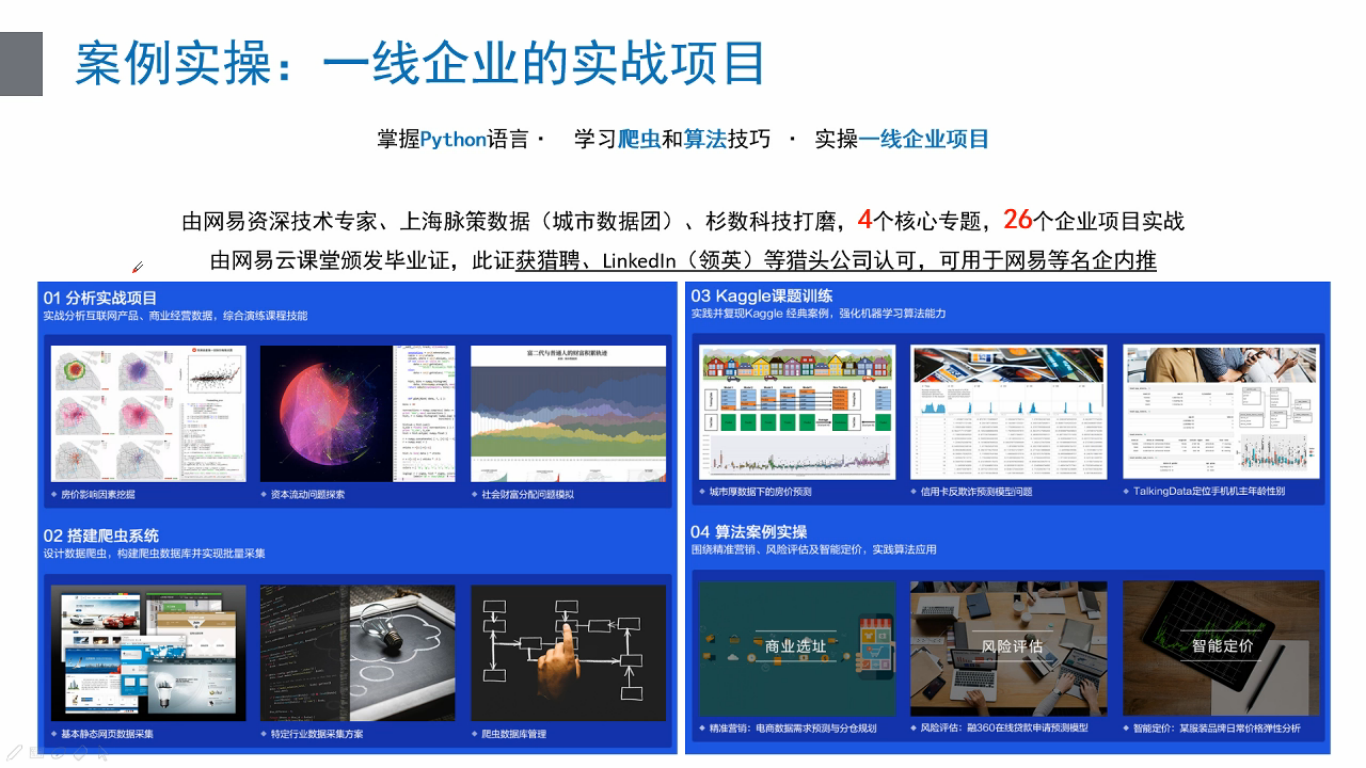 案例实操：一线企业的实战项目
掌握Python语言· 学习爬虫和算法技巧 · 实操一线企业项目
由网易资深技术专家、上海脉策数据（城市数据团）、杉数科技打磨，4个核心专题，26个企业项目实战
由网易云课堂颁发毕业证，此证获猎聘、LinkedIn（领英）等猎头公司认可，可用于网易等名企内推
01 分析实战项目
实战分析互联网产品、商业经营数据，综合演练课程技能
富二代与普通人的财富积累轨迹
房价影响因素挖掘
资本流动问题探索
社会财富分配问题模拟
02 搭建爬虫系统
设计数据爬虫，构建爬虫数据库并实现批量采集
基本静态网页数据采集
特定行业数据采集方案
爬虫数据库管理
03 Kaggle课题训练
实践并复现Kaggle 经典案例，强化机器学习算法能力
城市厚数据下的房价预测
信用卡反欺诈预测模型问题
TalkingData定位手机机主年龄性别
04 算法案例实操
围绕精准营销、风险评估及智能定价，实践算法应用
商业选址
风险评估
智能定价
精准营销：电商数据需求预测与分仓规划
风险评估：融360在线贷款申请预测模型
智能定价：某服装品牌日常价格弹性分析